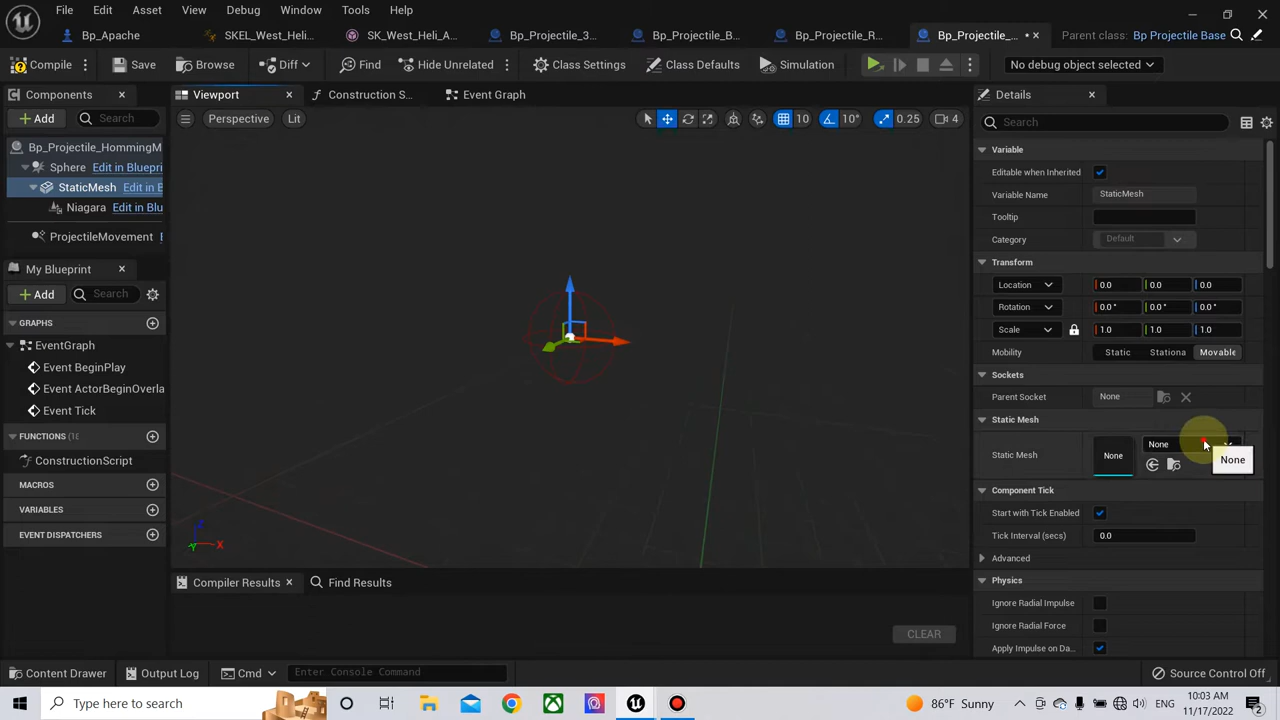 File Edit Asset View Debug Window Tools Help
Bp_Apache SKEL_West_Heli... SK_West_Heli_A... Bp_Projectile_3... Bp_Projectile_B... Bp_Projectile_R... Bp_Projectile_... • Parent class: Bp Projectile Base
Compile Save Browse Diff Find Hide Unrelated Class Settings Class Defaults Simulation No debug object selected
Components Viewport Construction S... Event Graph Details
Add Search Perspective Lit 10 10° 0.25 4 Search
Bp_Projectile_HommingM
Sphere Edit in Bluepri
StaticMesh Edit in B
Niagara Edit in Blu
ProjectileMovement
My Blueprint
Add Search
GRAPHS
EventGraph
Event BeginPlay
Event ActorBeginOverla
Event Tick
FUNCTIONS (18
ConstructionScript
MACROS
VARIABLES
EVENT DISPATCHERS
Z
Y
X
Compiler Results Find Results
CLEAR
Variable
Editable when Inherited
Variable Name StaticMesh
Tooltip
Category Default
Transform
Location 0.0 0.0 0.0
Rotation 0.0 ° 0.0 ° 0.0 °
Scale 1.0 1.0 1.0
Mobility Static Stationa Movable
Sockets
Parent Socket None
Static Mesh
Static Mesh None None
None
Component Tick
Start with Tick Enabled
Tick Interval (secs) 0.0
Advanced
Physics
Ignore Radial Impulse
Ignore Radial Force
Apply Impulse on Da...
Content Drawer Output Log Cmd Enter Console Command Source Control Off
Type here to search 86°F Sunny ENG 10:03 AM
11/17/2022
2